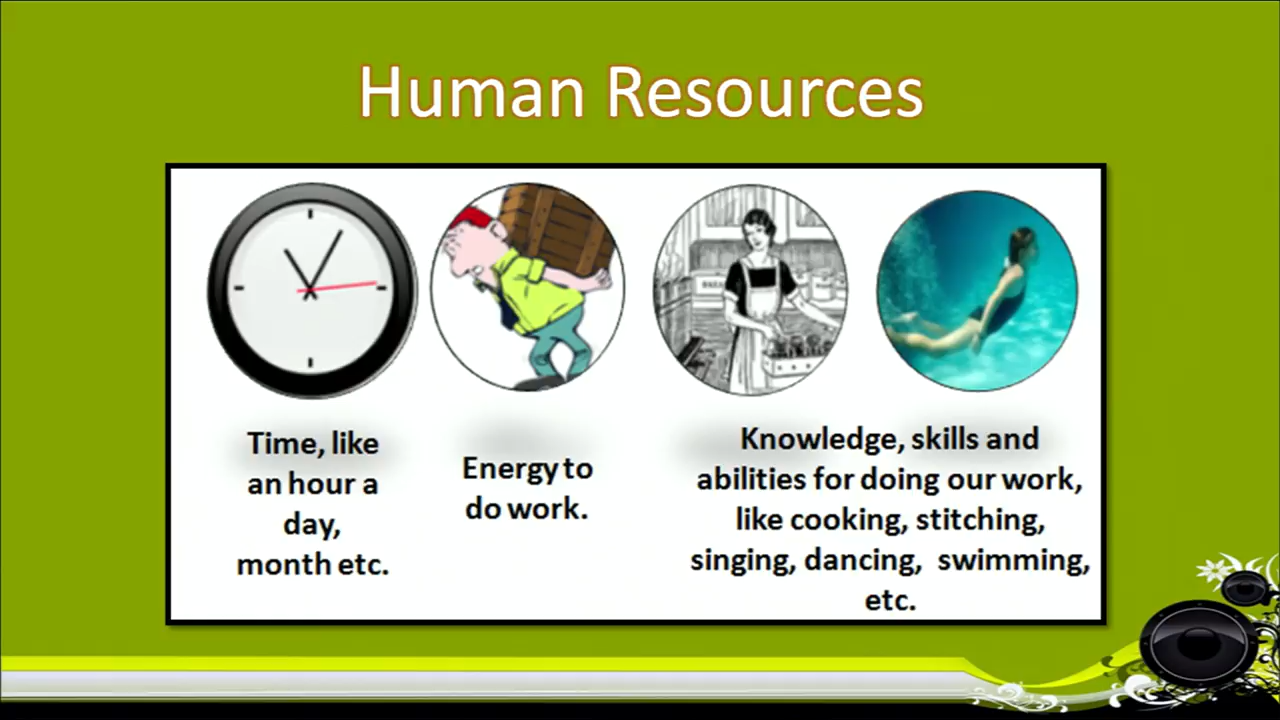 Human Resources
Time, like
an hour a
day,
month etc.
Energy to
do work.
Knowledge, skills and
abilities for doing our work,
like cooking, stitching,
singing, dancing,  swimming,
etc.